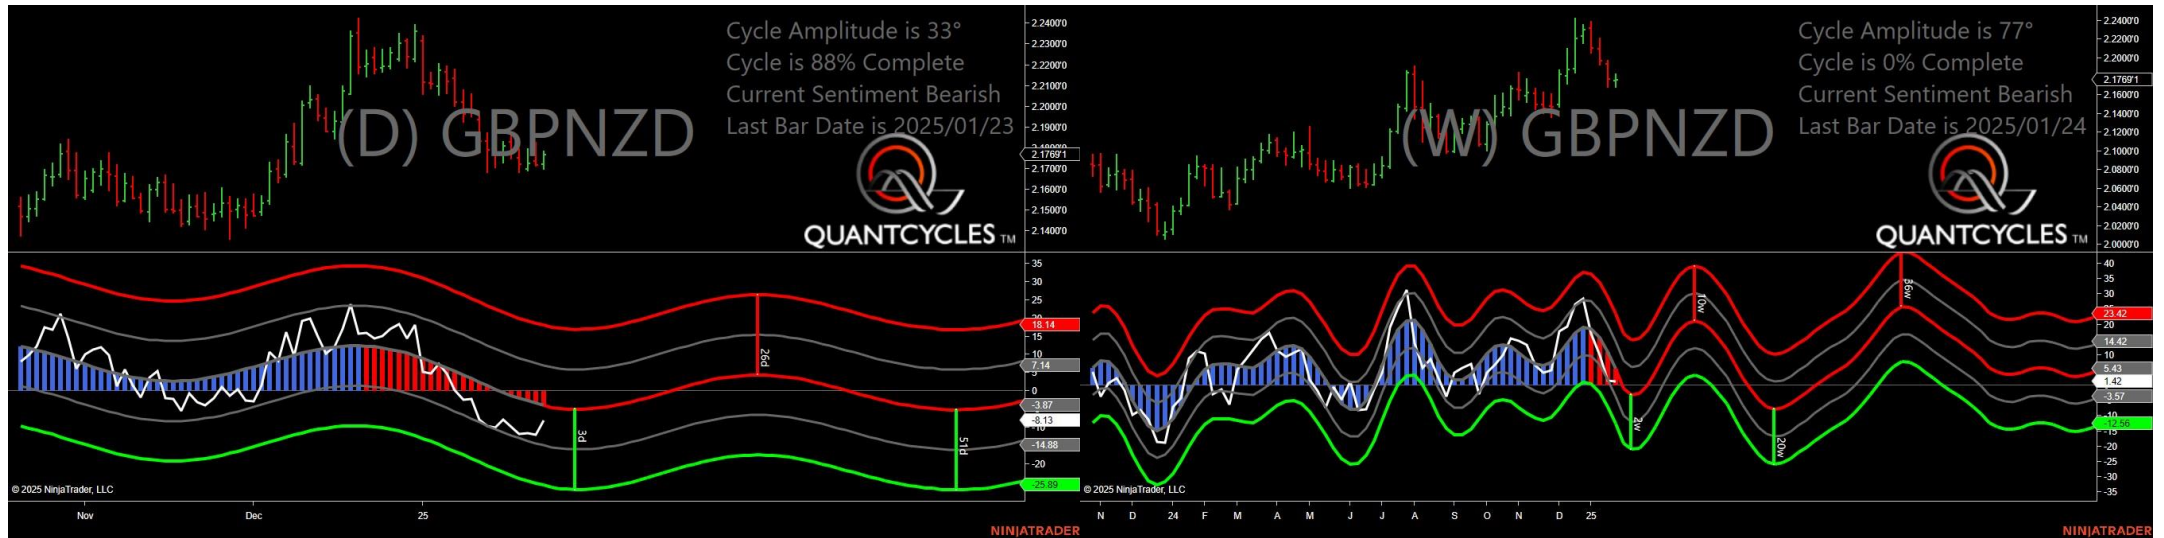 Cycle Amplitude is 33°
Cycle is 88% Complete
Current Sentiment Bearish
Last Bar Date is 2025/01/23
(D) GBPNZD
QUANTCYCLES TM
2.2400'0
2.2300'0
2.2200'0
2.2100'0
2.2000'0
2.1900'0
2.1769'1
2.1600'0
2.1500'0
2.1400'0
35
30
25
18.14
15
10
7.14
5
0
-3.87
-8.13
-10
-14.88
-20
-25.89
26d
3d
51d
© 2025 NinjaTrader, LLC
Nov
Dec
25
NINJATRADER
Cycle Amplitude is 77°
Cycle is 0% Complete
Current Sentiment Bearish
Last Bar Date is 2025/01/24
(W) GBPNZD
QUANTCYCLES TM
2.2400'0
2.2200'0
2.2000'0
2.1769'1
2.1600'0
2.1400'0
2.1200'0
2.1000'0
2.0800'0
2.0600'0
2.0400'0
2.0200'0
2.0000'0
40
35
30
23.42
20
14.42
10
5.43
1.42
-3.57
-10
-12.56
-15
-20
-25
-30
-35
10w
36w
2w
20w
© 2025 NinjaTrader, LLC
N
D
24
F
M
A
M
J
J
A
S
O
N
D
25
NINJATRADER